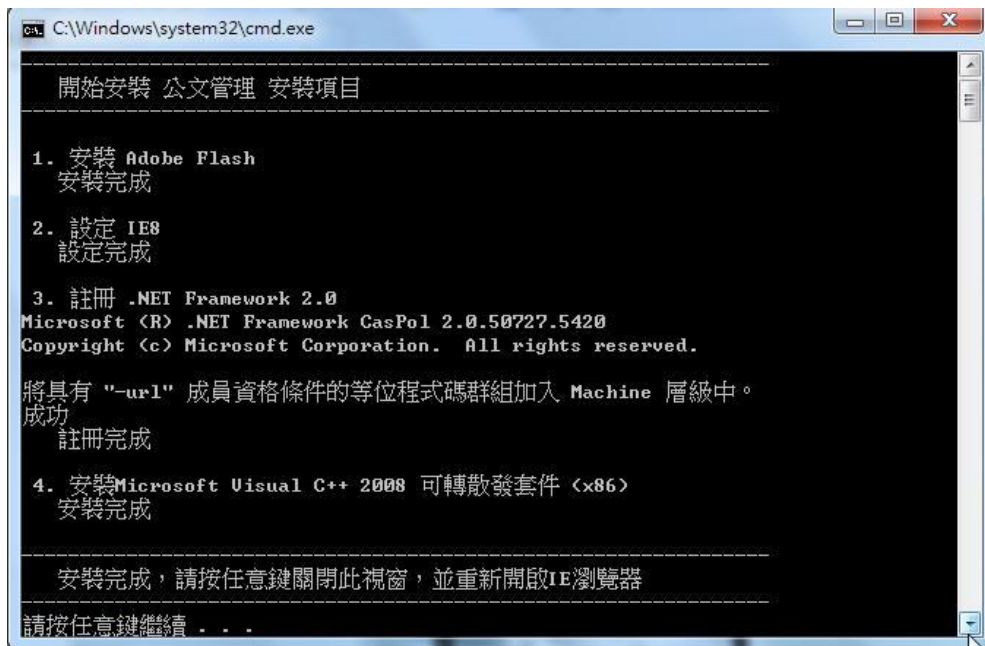 C:\Windows\system32\cmd.exe
開始安裝 公文管理 安裝項目
1. 安裝 Adobe Flash
安裝完成
2. 設定 IE8
設定完成
3. 註冊 .NET Framework 2.0
Microsoft (R) .NET Framework CasPol 2.0.50727.5420
Copyright (c) Microsoft Corporation.  All rights reserved.
將具有 "-url" 成員資格條件的等位程式碼群組加入 Machine 層級中。
成功
註冊完成
4. 安裝Microsoft Visual C++ 2008 可轉散發套件 (x86)
安裝完成
安裝完成，請按任意鍵關閉此視窗，並重新開啟IE瀏覽器
請按任意鍵繼續 . . .